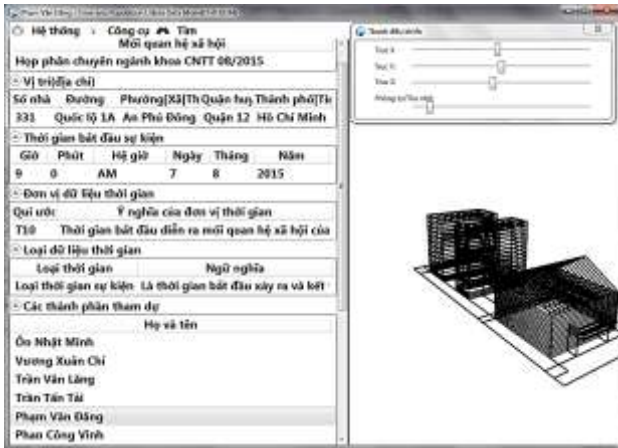 Phạm Văn Đăng
Hệ thống Công cụ Tìm
Mối quan hệ xã hội
Họp phân chuyên ngành khoa CNTT 08/2015
Vị trí(địa chỉ)
Số nhà Đường Phường[Xã]Th Quận huy Thành phố[Tỉ
331 Quốc lộ 1A An Phú Đông Quận 12 Hồ Chí Minh
Thời gian bắt đầu sự kiện
Giờ Phút Hệ giờ Ngày Tháng Năm
9 0 AM 7 8 2015
Đơn vị dữ liệu thời gian
Qui ước Ý nghĩa của đơn vị thời gian
T10 Thời gian bắt đầu diễn ra mối quan hệ xã hội của
Loại dữ liệu thời gian
Loại thời gian Ngữ nghĩa
Loại thời gian sự kiện Là thời gian bắt đầu xảy ra và kết
Các thành phần tham dự
Họ và tên
Ôn Nhật Minh
Vương Xuân Chí
Trần Văn Lăng
Trần Tấn Tài
Phạm Văn Đăng
Phan Công Vinh